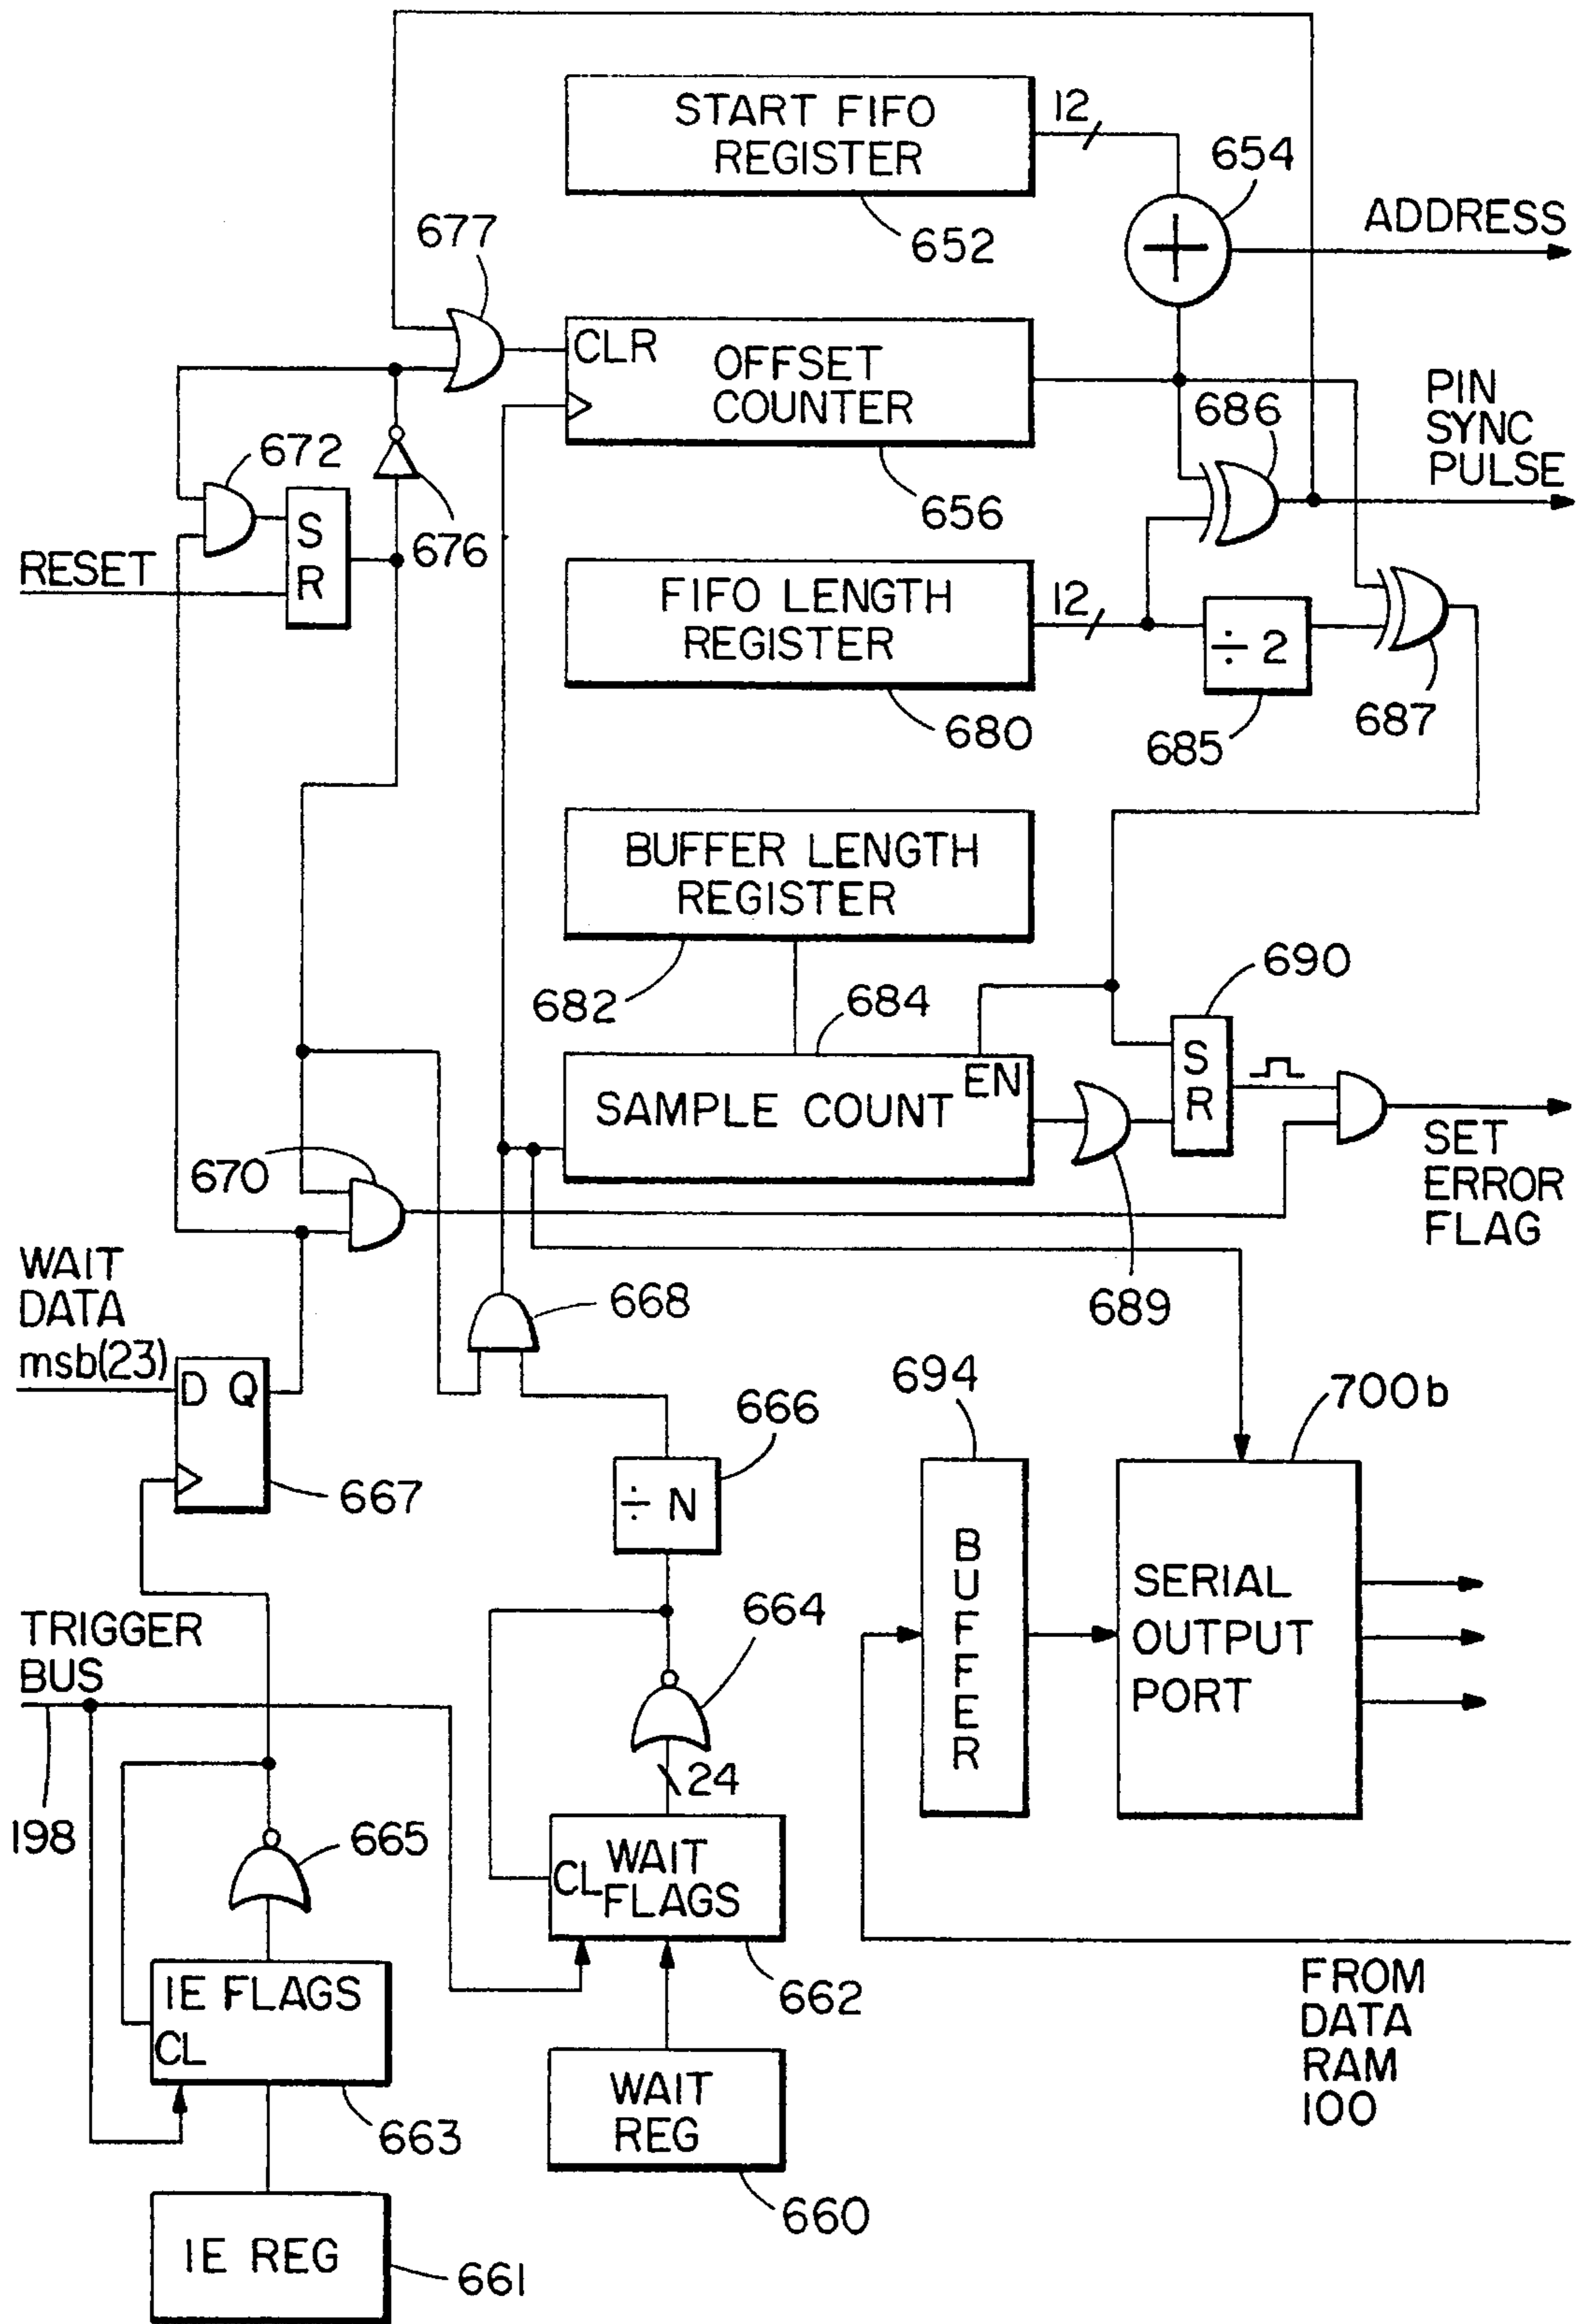 START FIFO
REGISTER
12
654
ADDRESS
652
677
CLR
OFFSET
COUNTER
656
686
PIN
SYNC
PULSE
672
S
R
676
RESET
FIFO LENGTH
REGISTER
12
÷ 2
680
685
687
BUFFER LENGTH
REGISTER
682
684
690
EN
SAMPLE COUNT
S
R
SET
ERROR
FLAG
670
689
WAIT
DATA
msb(23)
D Q
667
668
666
÷ N
694
BUFFER
700b
SERIAL
OUTPUT
PORT
TRIGGER
BUS
198
664
24
665
CL
WAIT
FLAGS
662
IE FLAGS
CL
663
WAIT
REG
660
IE REG
661
FROM
DATA
RAM
100